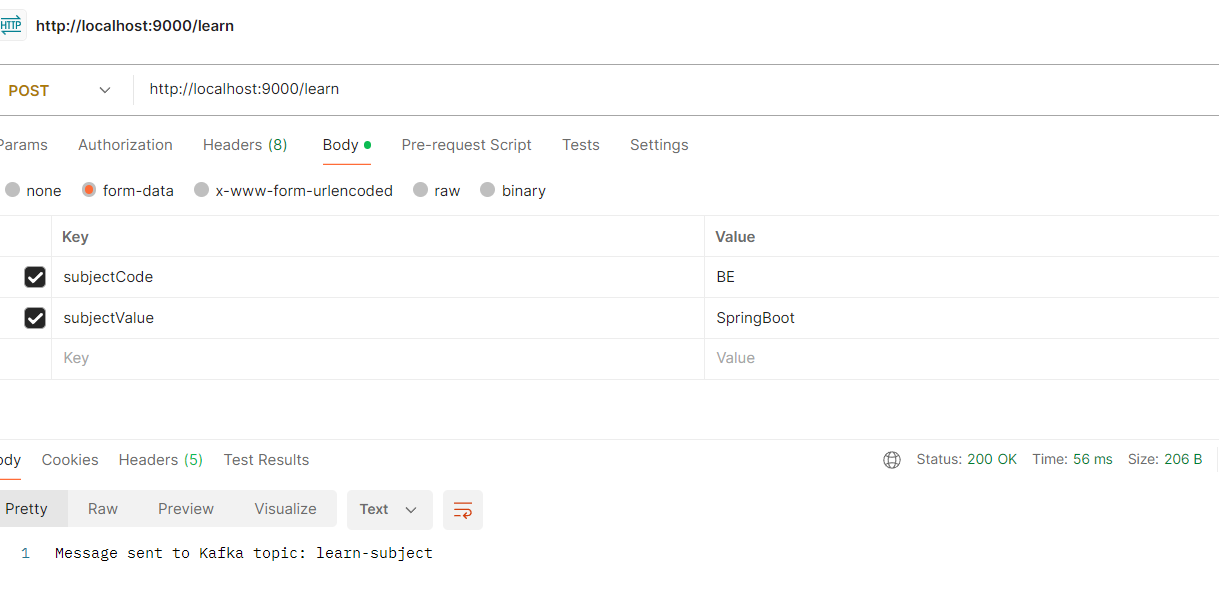 HTTP http://localhost:9000/learn
POST http://localhost:9000/learn
Params Authorization Headers (8) Body Pre-request Script Tests Settings
none form-data x-www-form-urlencoded raw binary
Key Value
subjectCode BE
subjectValue SpringBoot
Key Value
ody Cookies Headers (5) Test Results Status: 200 OK Time: 56 ms Size: 206 B
Pretty Raw Preview Visualize Text
1 Message sent to Kafka topic: learn-subject